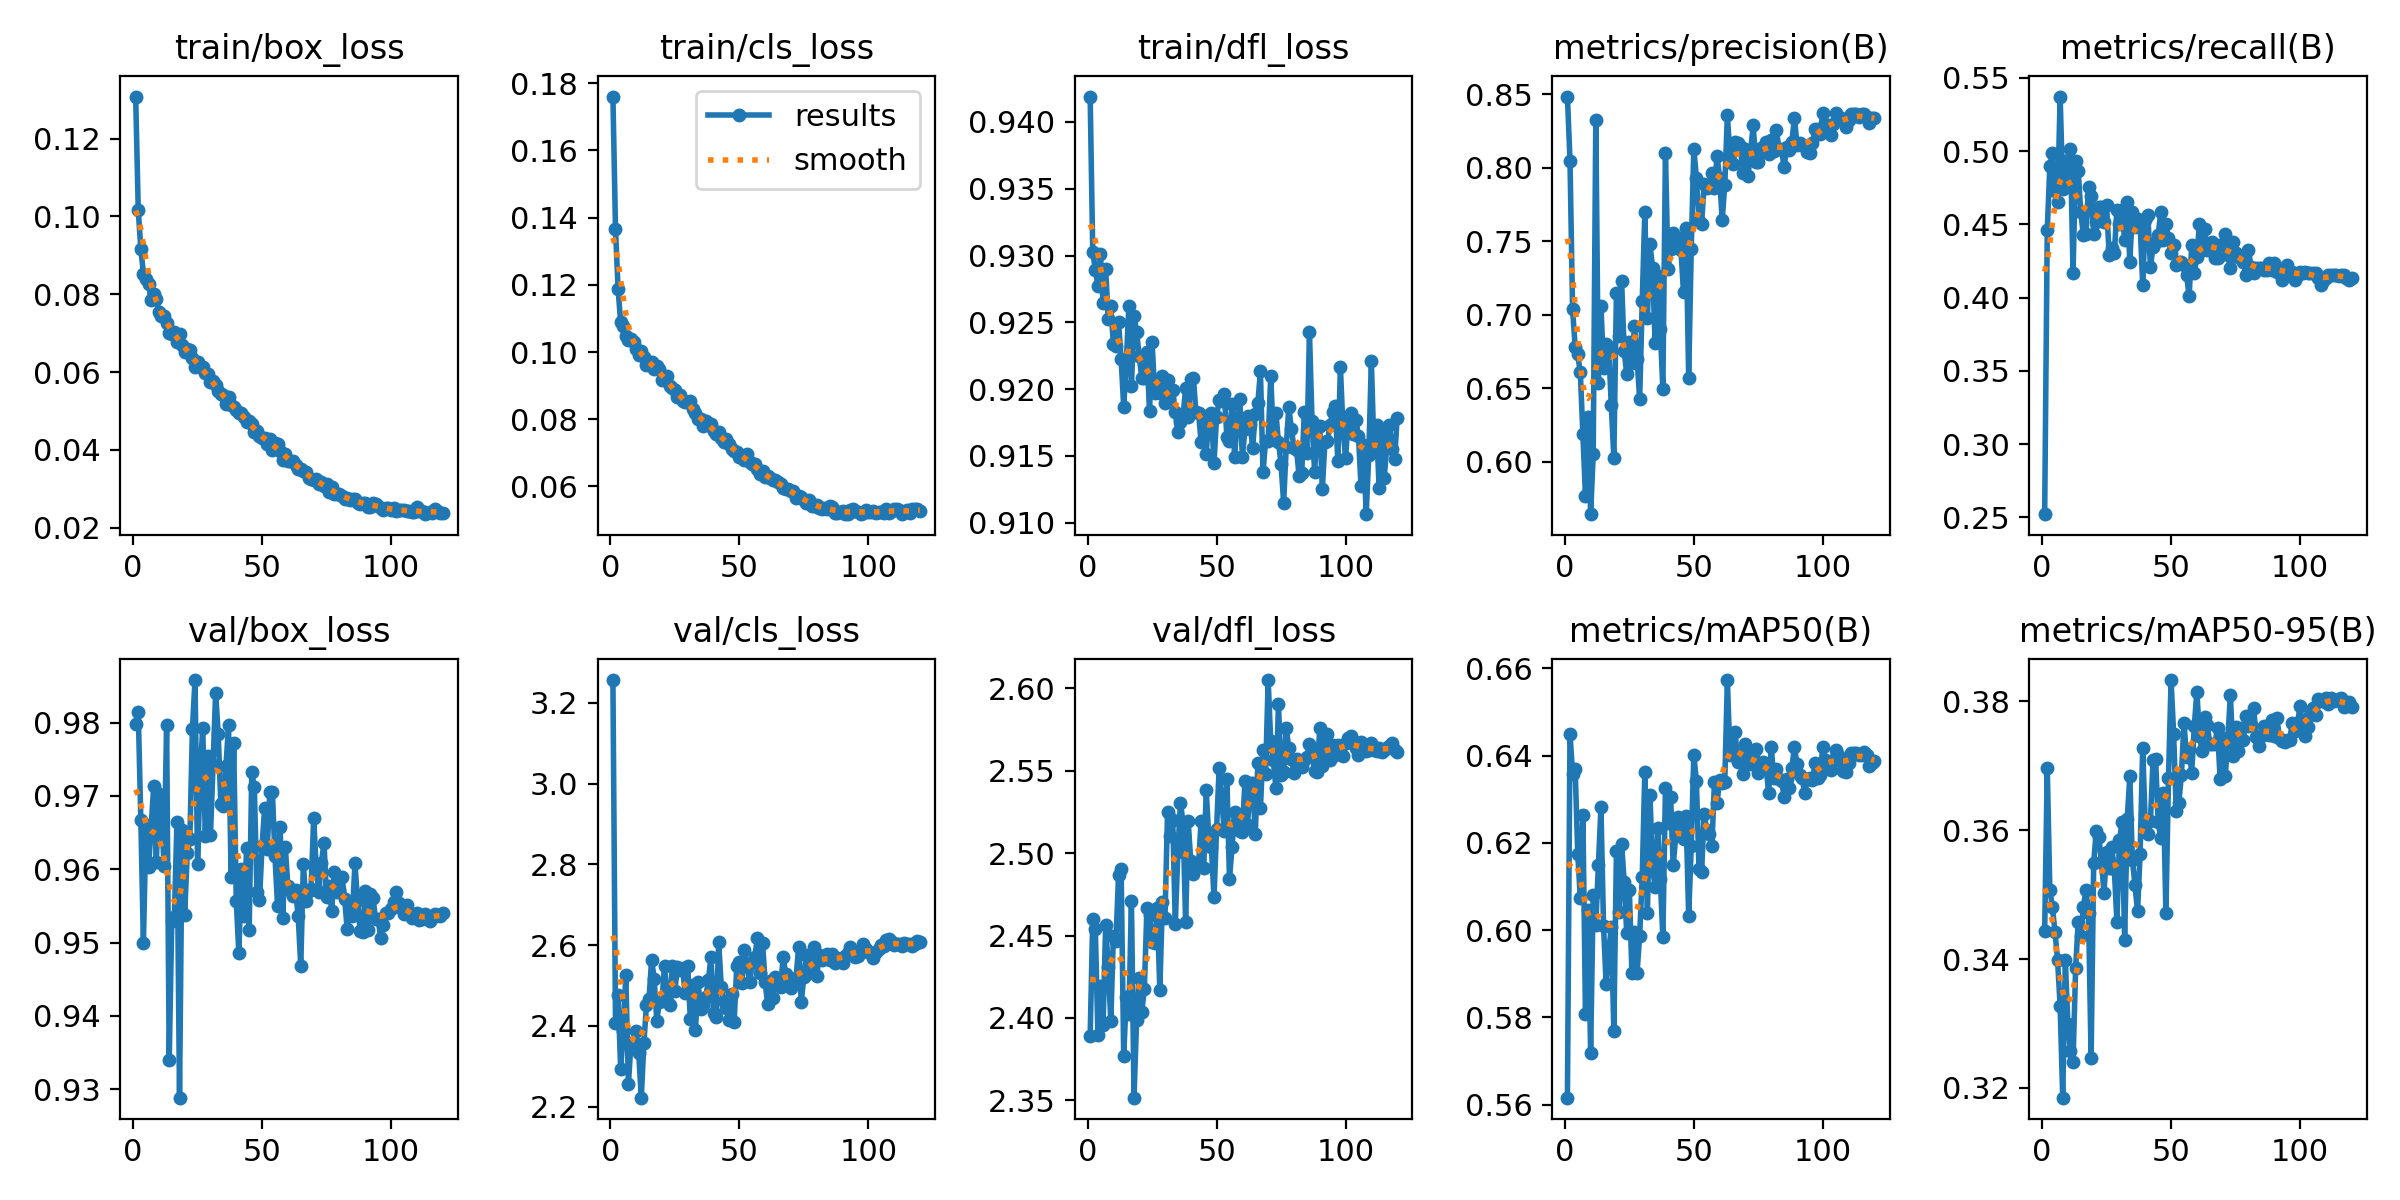 train/box_loss
0.12
0.10
0.08
0.06
0.04
0.02
0 50 100
train/cls_loss
results
smooth
0.18
0.16
0.14
0.12
0.10
0.08
0.06
0 50 100
train/dfl_loss
0.940
0.935
0.930
0.925
0.920
0.915
0.910
0 50 100
metrics/precision(B)
0.85
0.80
0.75
0.70
0.65
0.60
0 50 100
metrics/recall(B)
0.55
0.50
0.45
0.40
0.35
0.30
0.25
0 50 100
val/box_loss
0.98
0.97
0.96
0.95
0.94
0.93
0 50 100
val/cls_loss
3.2
3.0
2.8
2.6
2.4
2.2
0 50 100
val/dfl_loss
2.60
2.55
2.50
2.45
2.40
2.35
0 50 100
metrics/mAP50(B)
0.66
0.64
0.62
0.60
0.58
0.56
0 50 100
metrics/mAP50-95(B)
0.38
0.36
0.34
0.32
0 50 100